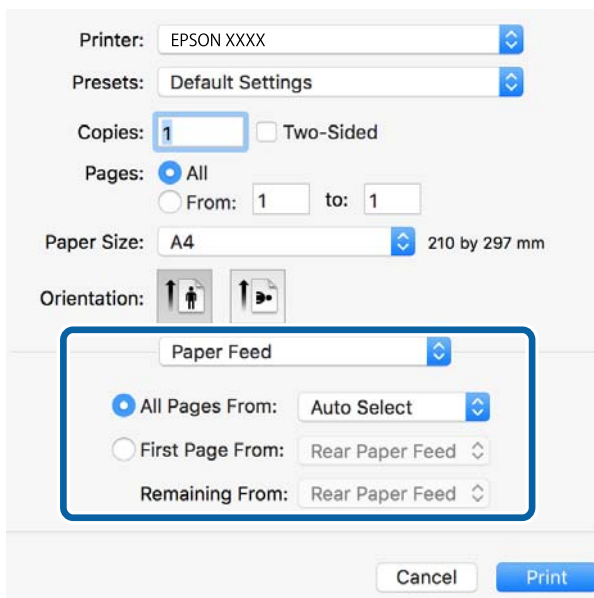 Printer: EPSON XXXX
Presets: Default Settings
Copies: 1 Two-Sided
Pages: All
From: 1 to: 1
Paper Size: A4 210 by 297 mm
Orientation:
Paper Feed
All Pages From: Auto Select
First Page From: Rear Paper Feed
Remaining From: Rear Paper Feed
Cancel Print